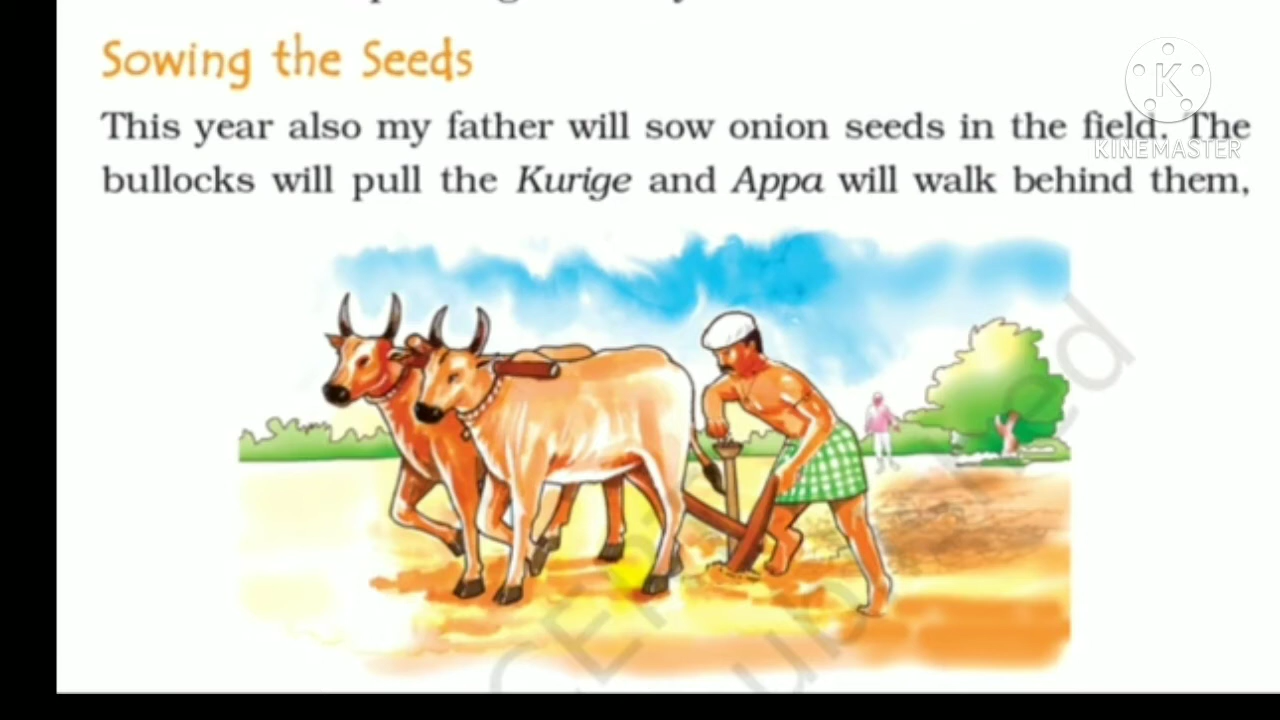 Sowing the Seeds
This year also my father will sow onion seeds in the field. The
bullocks will pull the Kurige and Appa will walk behind them,
KINEMASTER